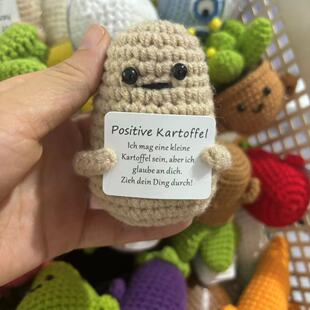 Positive Kartoffel
Ich mag eine kleine
Kartoffel sein, aber ich
glaube an dich.
Zieh dein Ding durch!